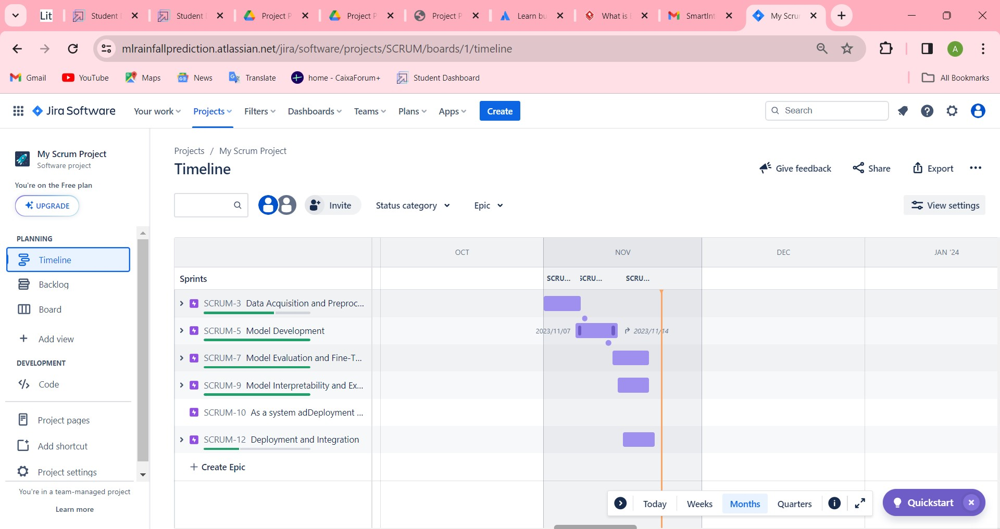 Lit
Student
Student
Project P
Project P
Project P
Learn bu
What is
SmartInt
My Scru
mlrainfallprediction.atlassian.net/jira/software/projects/SCRUM/boards/1/timeline
A
Gmail
YouTube
Maps
News
Translate
home - CaixaForum+
Student Dashboard
All Bookmarks
Jira Software
Your work
Projects
Filters
Dashboards
Teams
Plans
Apps
Create
Search
My Scrum Project
Software project
You're on the Free plan
UPGRADE
PLANNING
Timeline
Backlog
Board
Add view
DEVELOPMENT
Code
Project pages
Add shortcut
Project settings
You're in a team-managed project
Learn more
Projects / My Scrum Project
Timeline
Give feedback
Share
Export
Invite
Status category
Epic
View settings
OCT
NOV
DEC
JAN '24
Sprints
SCRU...
SCRU...
SCRU...
SCRUM-3 Data Acquisition and Preproc...
SCRUM-5 Model Development
2023/11/07
2023/11/14
SCRUM-7 Model Evaluation and Fine-T...
SCRUM-9 Model Interpretability and Ex...
SCRUM-10 As a system adDeployment ...
SCRUM-12 Deployment and Integration
+ Create Epic
Today
Weeks
Months
Quarters
Quickstart